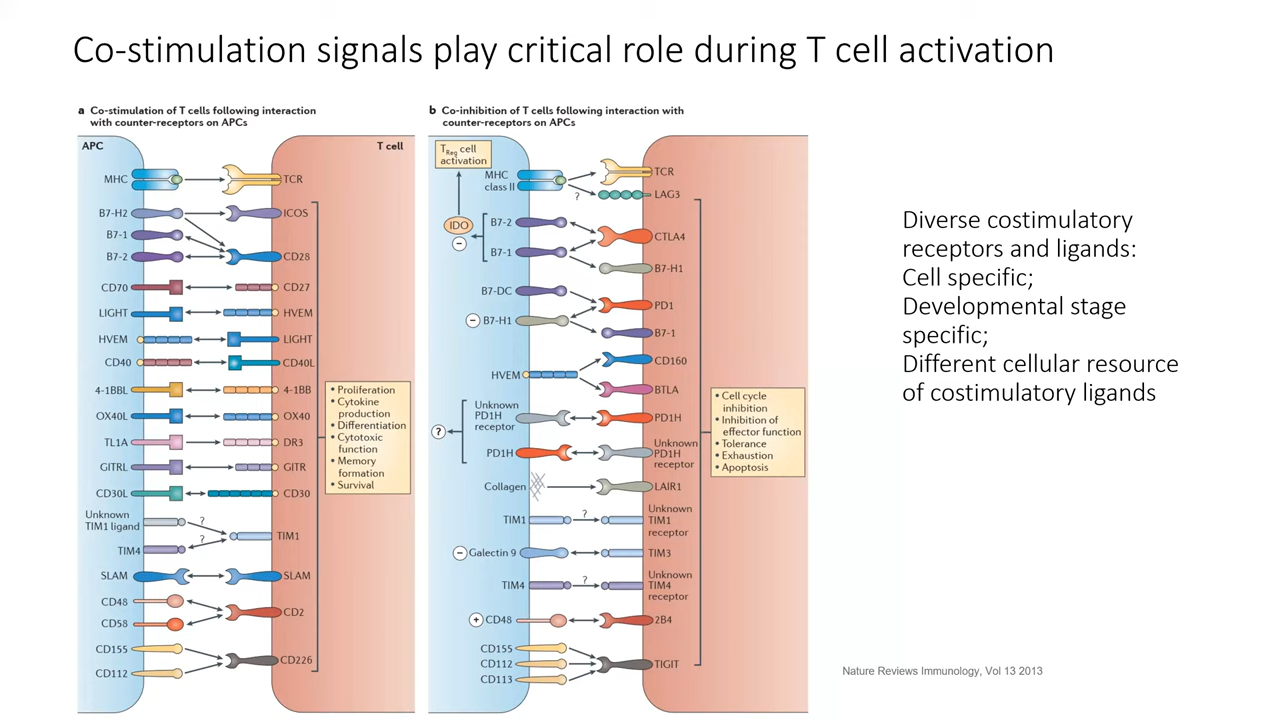 Co-stimulation signals play critical role during T cell activation
a Co-stimulation of T cells following interaction
with counter-receptors on APCs
APC
T cell
MHC
TCR
B7-H2
ICOS
B7-1
B7-2
CD28
CD70
CD27
LIGHT
HVEM
HVEM
LIGHT
CD40
CD40L
4-1BBL
4-1BB
OX40L
OX40
TL1A
DR3
GITRL
GITR
CD30L
CD30
Unknown
TIM1 ligand
?
TIM1
?
TIM4
SLAM
SLAM
CD48
CD2
CD58
CD155
CD226
CD112
• Proliferation
• Cytokine
production
• Differentiation
• Cytotoxic
function
• Memory
formation
• Survival
b Co-inhibition of T cells following interaction with
counter-receptors on APCs
TReg cell
activation
MHC
class II
TCR
?
LAG3
IDO
−
B7-2
CTLA4
B7-1
B7-H1
B7-DC
PD1
− B7-H1
B7-1
CD160
HVEM
BTLA
Unknown
PD1H
receptor
PD1H
?
PD1H
Unknown
PD1H
receptor
Collagen
LAIR1
TIM1
?
Unknown
TIM1
receptor
− Galectin 9
TIM3
TIM4
?
Unknown
TIM4
receptor
+ CD48
2B4
CD155
CD112
TIGIT
CD113
• Cell cycle
inhibition
• Inhibition of
effector function
• Tolerance
• Exhaustion
• Apoptosis
Diverse costimulatory
receptors and ligands:
Cell specific;
Developmental stage
specific;
Different cellular resource
of costimulatory ligands
Nature Reviews Immunology, Vol 13 2013